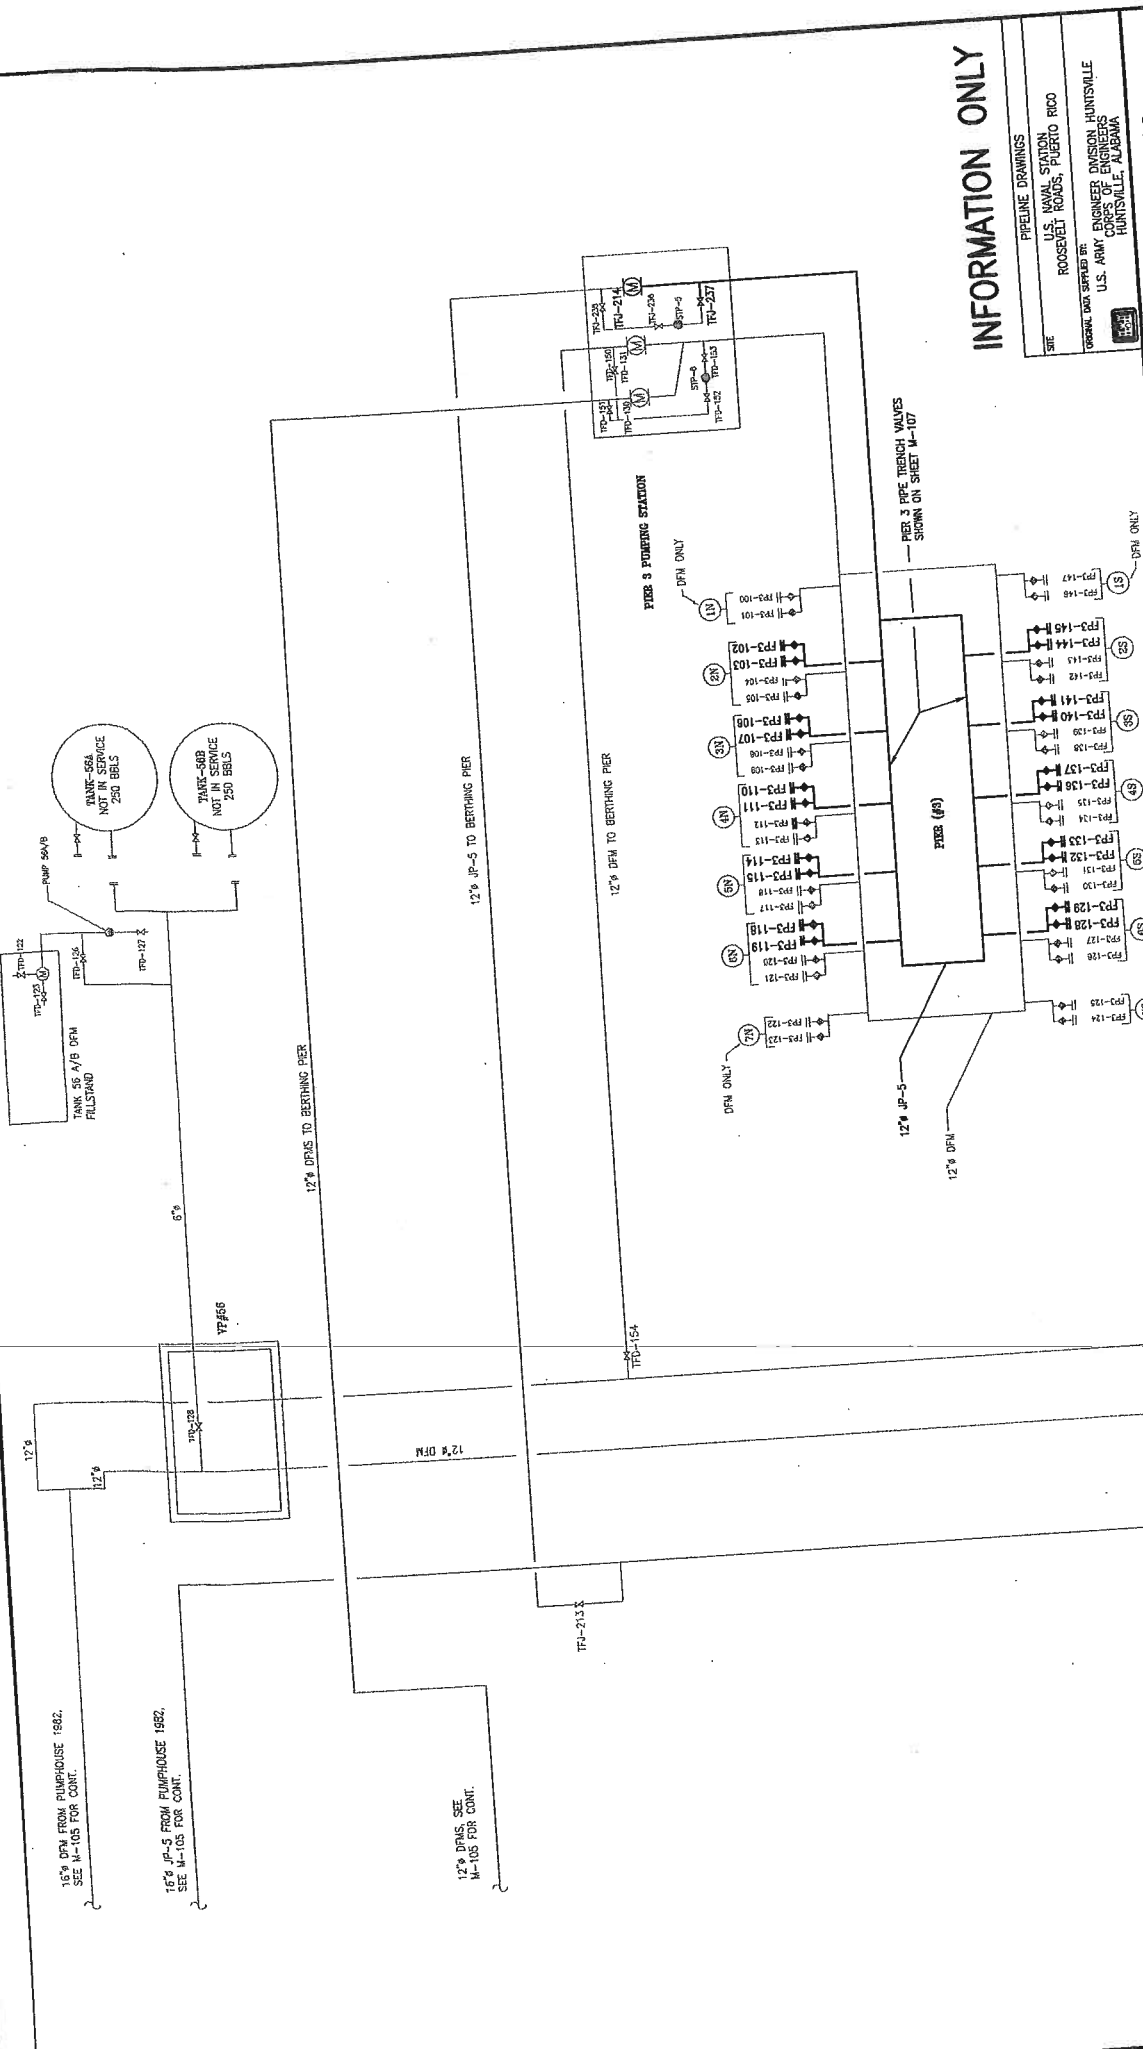 INFORMATION ONLY
PIPELINE DRAWINGS
SITE
U.S. NAVAL STATION
ROOSEVELT ROADS, PUERTO RICO
ORIGINAL DATA SUPPLIED BY:
U.S. ARMY ENGINEER DIVISION HUNTSVILLE
CORPS OF ENGINEERS
HUNTSVILLE, ALABAMA
TANK-56A
NOT IN SERVICE
250 BBLS
TANK-56B
NOT IN SERVICE
250 BBLS
PUMP 56A/B
TFD-122
TFD-123
M
TFD-126
TFD-127
TANK 56 A/B DFM
FILLSTAND
6"ø
VP#56
TFD-128
12"ø
12"ø
12"ø DFM
16"ø DFM FROM PUMPHOUSE 1982,
SEE M-105 FOR CONT.
16"ø JP-5 FROM PUMPHOUSE 1982,
SEE M-105 FOR CONT.
12"ø DFMS, SEE
M-105 FOR CONT.
12"ø DFMS TO BERTHING PIER
12"ø JP-5 TO BERTHING PIER
12"ø DFM TO BERTHING PIER
TFD-154
TFJ-213
TFJ-235
TFJ-214
M
TFJ-236
STP-5
TFJ-237
TFD-150
TFD-131
M
TFD-151
TFD-130
M
STP-6
TFD-153
TFD-152
PIER 3 PUMPING STATION
PIER 3 PIPE TRENCH VALVES
SHOWN ON SHEET M-107
DFM ONLY
1N
FP3-100
FP3-101
2N
FP3-102
FP3-103
FP3-104
FP3-105
3N
FP3-106
FP3-107
FP3-108
FP3-109
4N
FP3-110
FP3-111
FP3-112
FP3-113
5N
FP3-114
FP3-115
FP3-116
FP3-117
6N
FP3-118
FP3-119
FP3-120
FP3-121
7N
FP3-122
FP3-123
DFM ONLY
PIER (#3)
12"ø JP-5
12"ø DFM
FP3-147
FP3-146
1S
DFM ONLY
FP3-145
FP3-144
FP3-143
FP3-142
2S
FP3-141
FP3-140
FP3-139
FP3-138
3S
FP3-137
FP3-136
FP3-135
FP3-134
4S
FP3-133
FP3-132
FP3-131
FP3-130
5S
FP3-129
FP3-128
FP3-127
FP3-126
6S
FP3-125
FP3-124